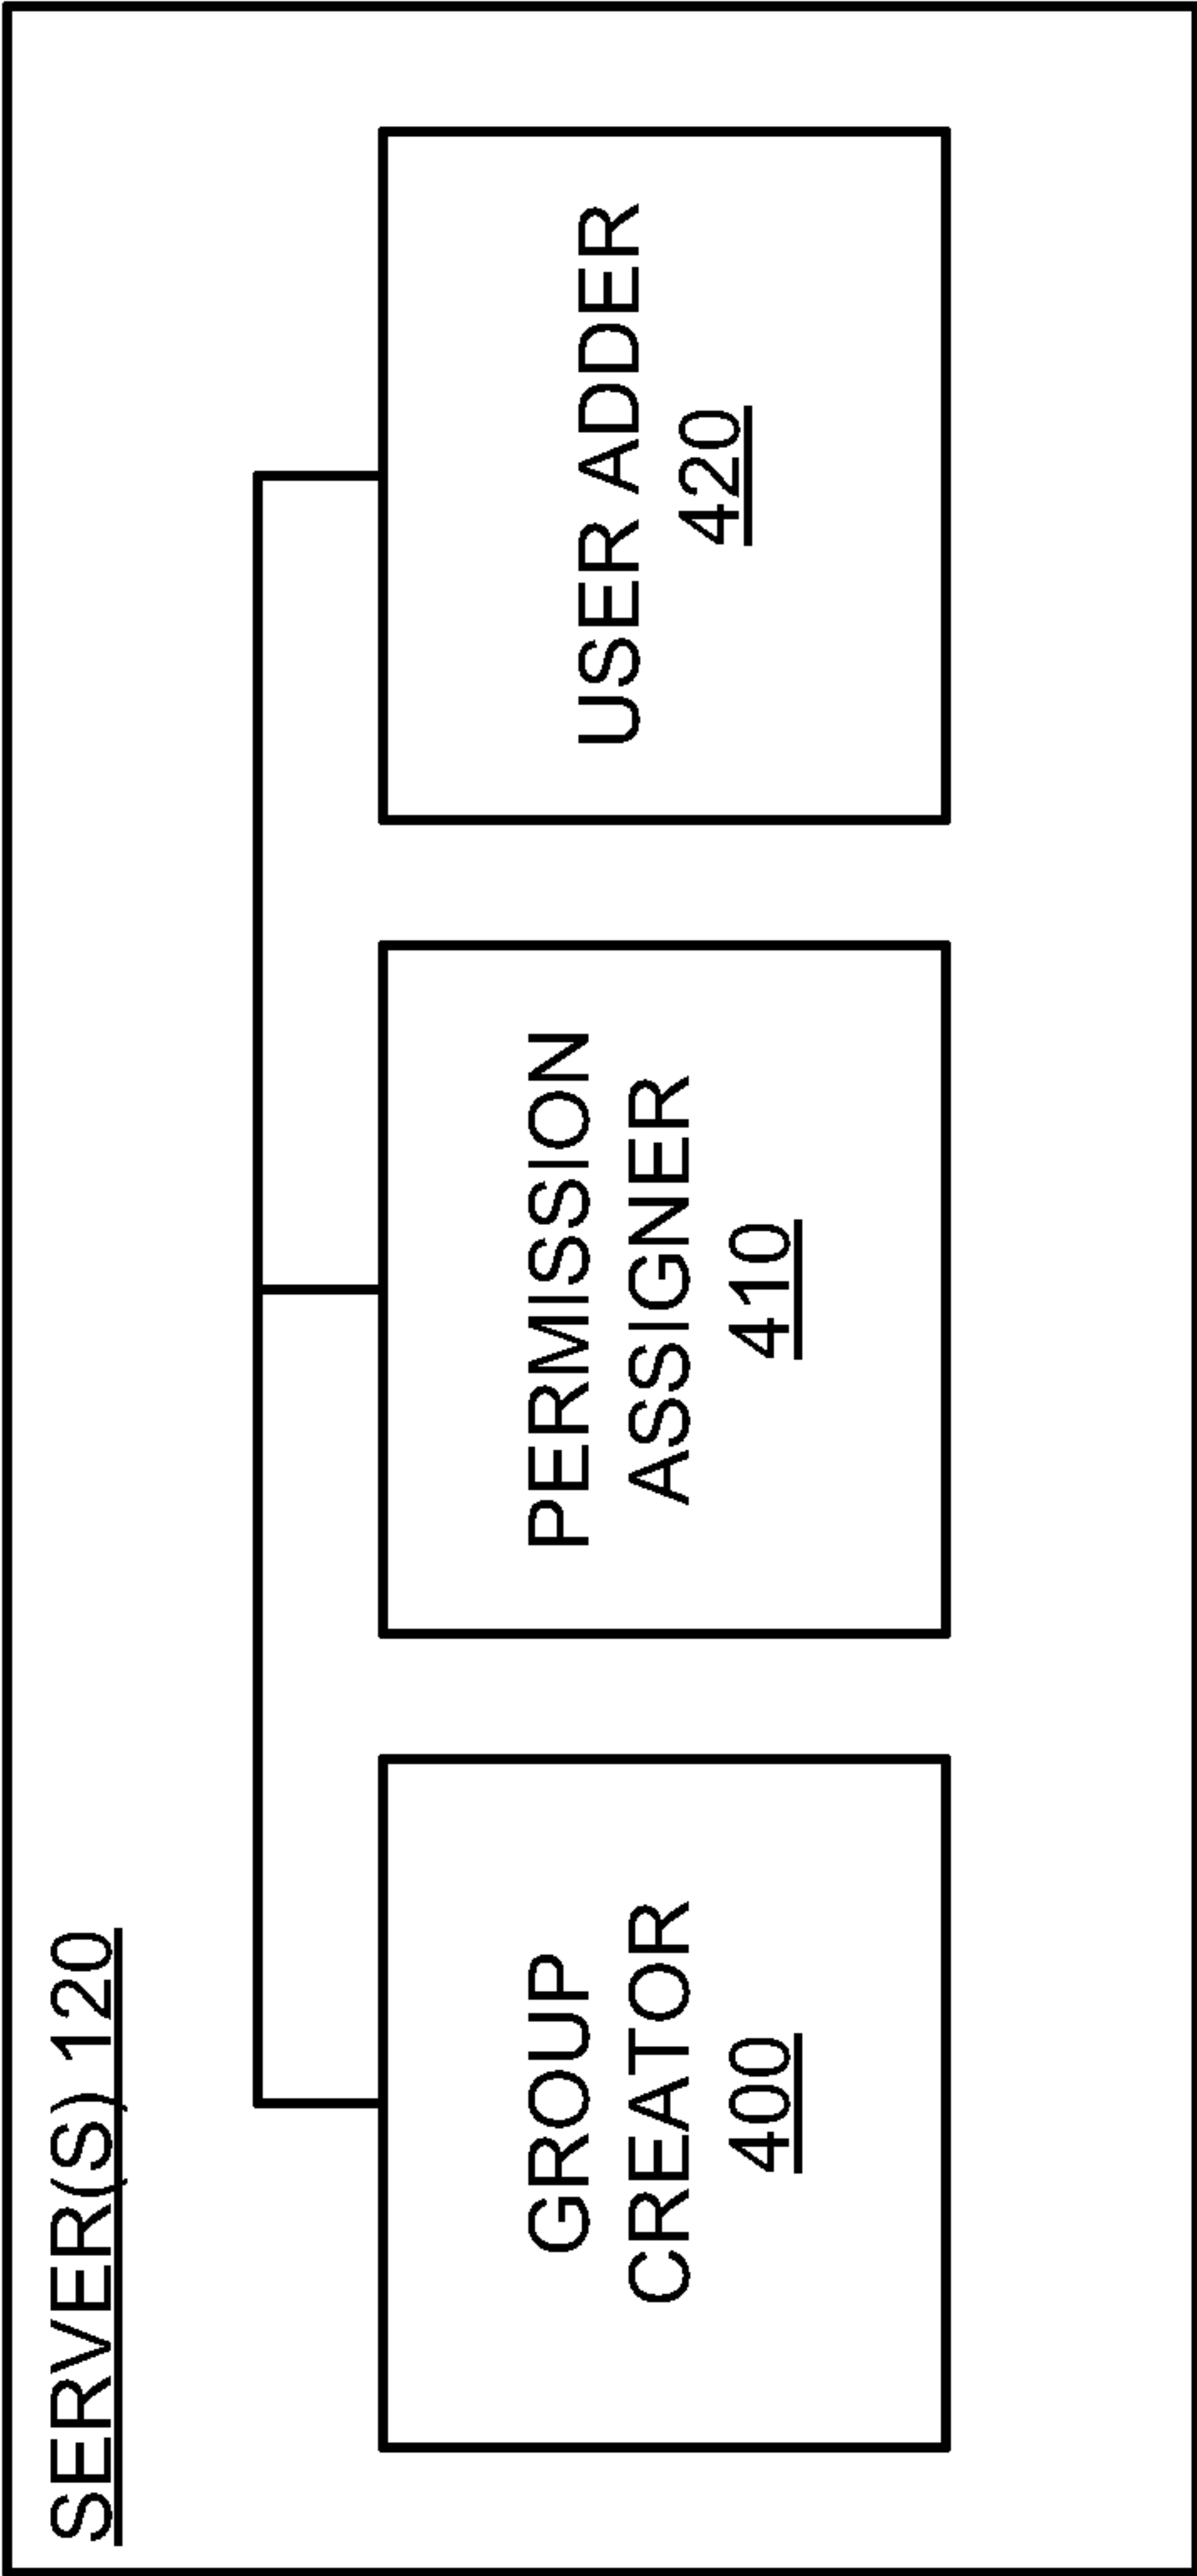 SERVER(S) 120
GROUP
CREATOR
400
PERMISSION
ASSIGNER
410
USER ADDER
420